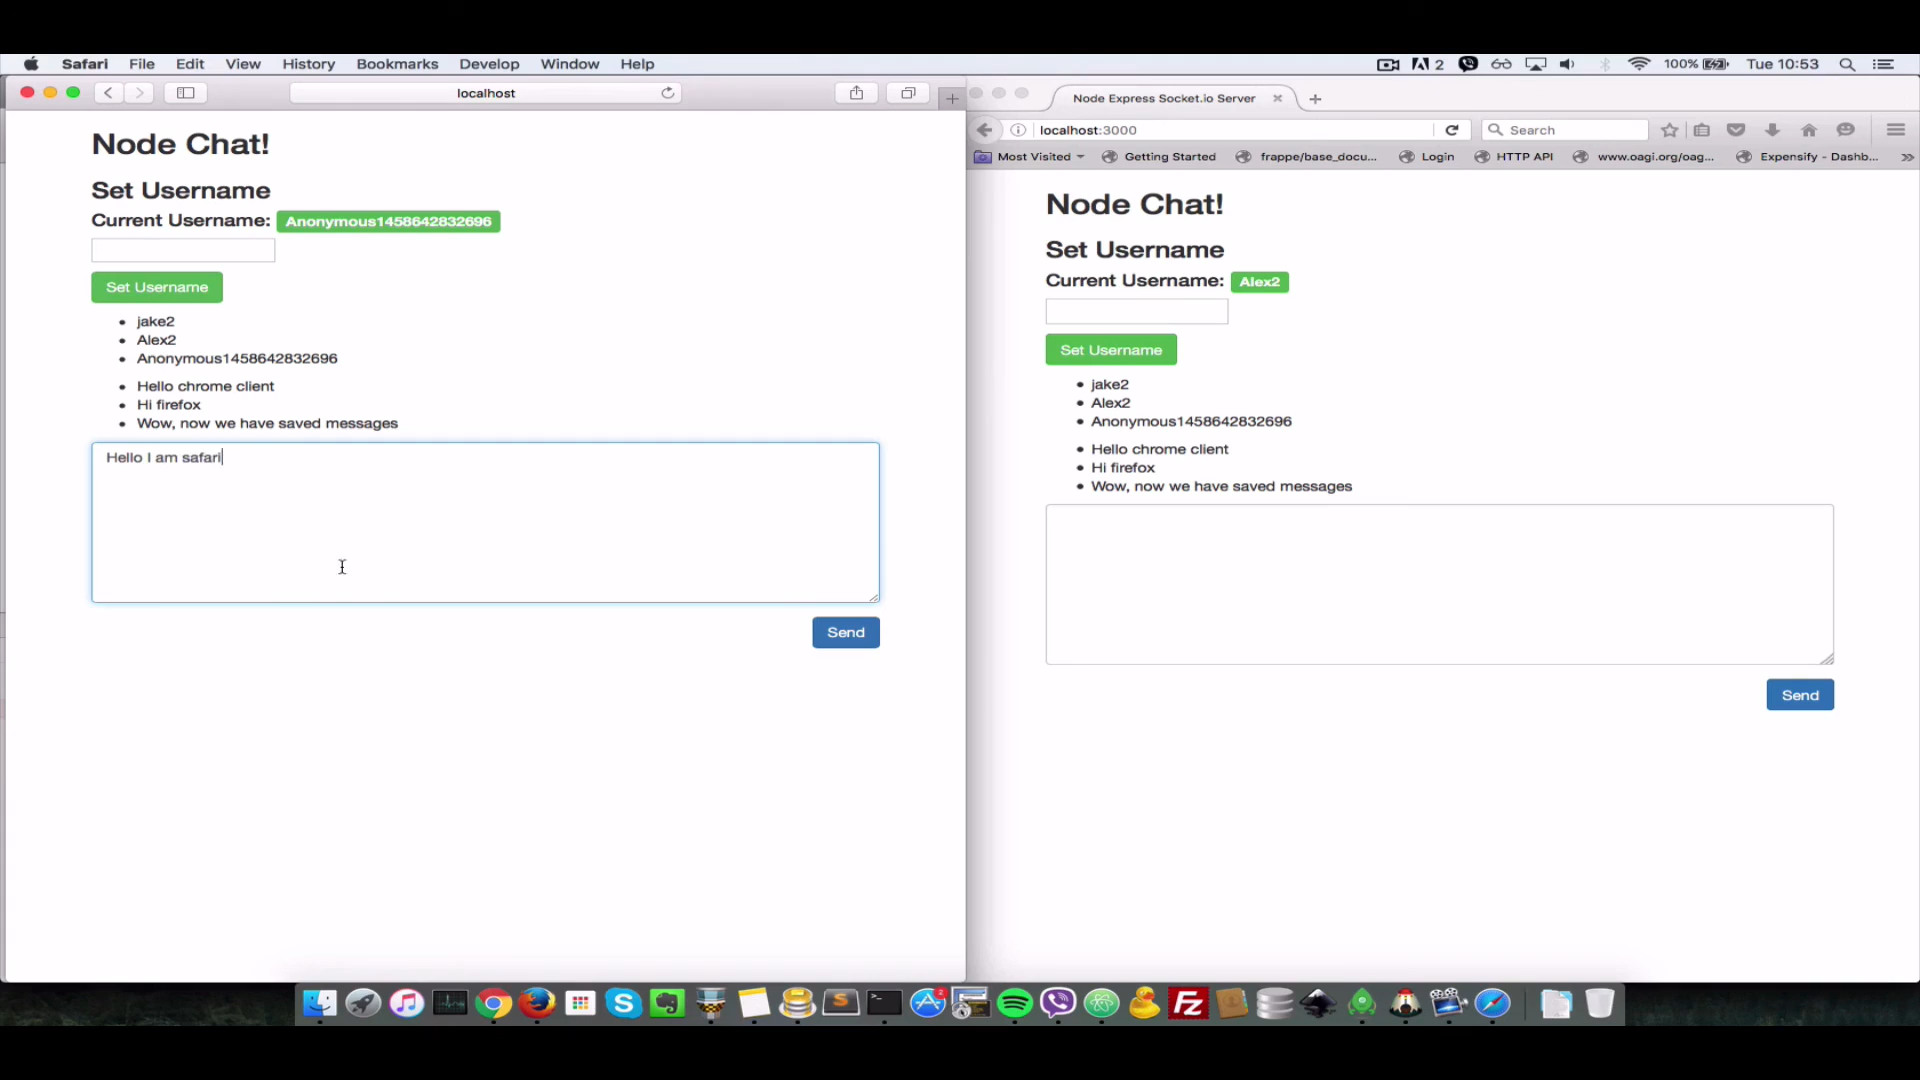 Safari File Edit View History Bookmarks Develop Window Help
2 100% Tue 10:53
localhost
Node Chat!
Set Username
Current Username: Anonymous1458642832696
Set Username
jake2
Alex2
Anonymous1458642832696
Hello chrome client
Hi firefox
Wow, now we have saved messages
Hello I am safari
Send
Node Express Socket.io Server
localhost:3000
Search
Most Visited Getting Started frappe/base_docu... Login HTTP API www.oagi.org/oag... Expensify - Dashb...
Node Chat!
Set Username
Current Username: Alex2
Set Username
jake2
Alex2
Anonymous1458642832696
Hello chrome client
Hi firefox
Wow, now we have saved messages
Send